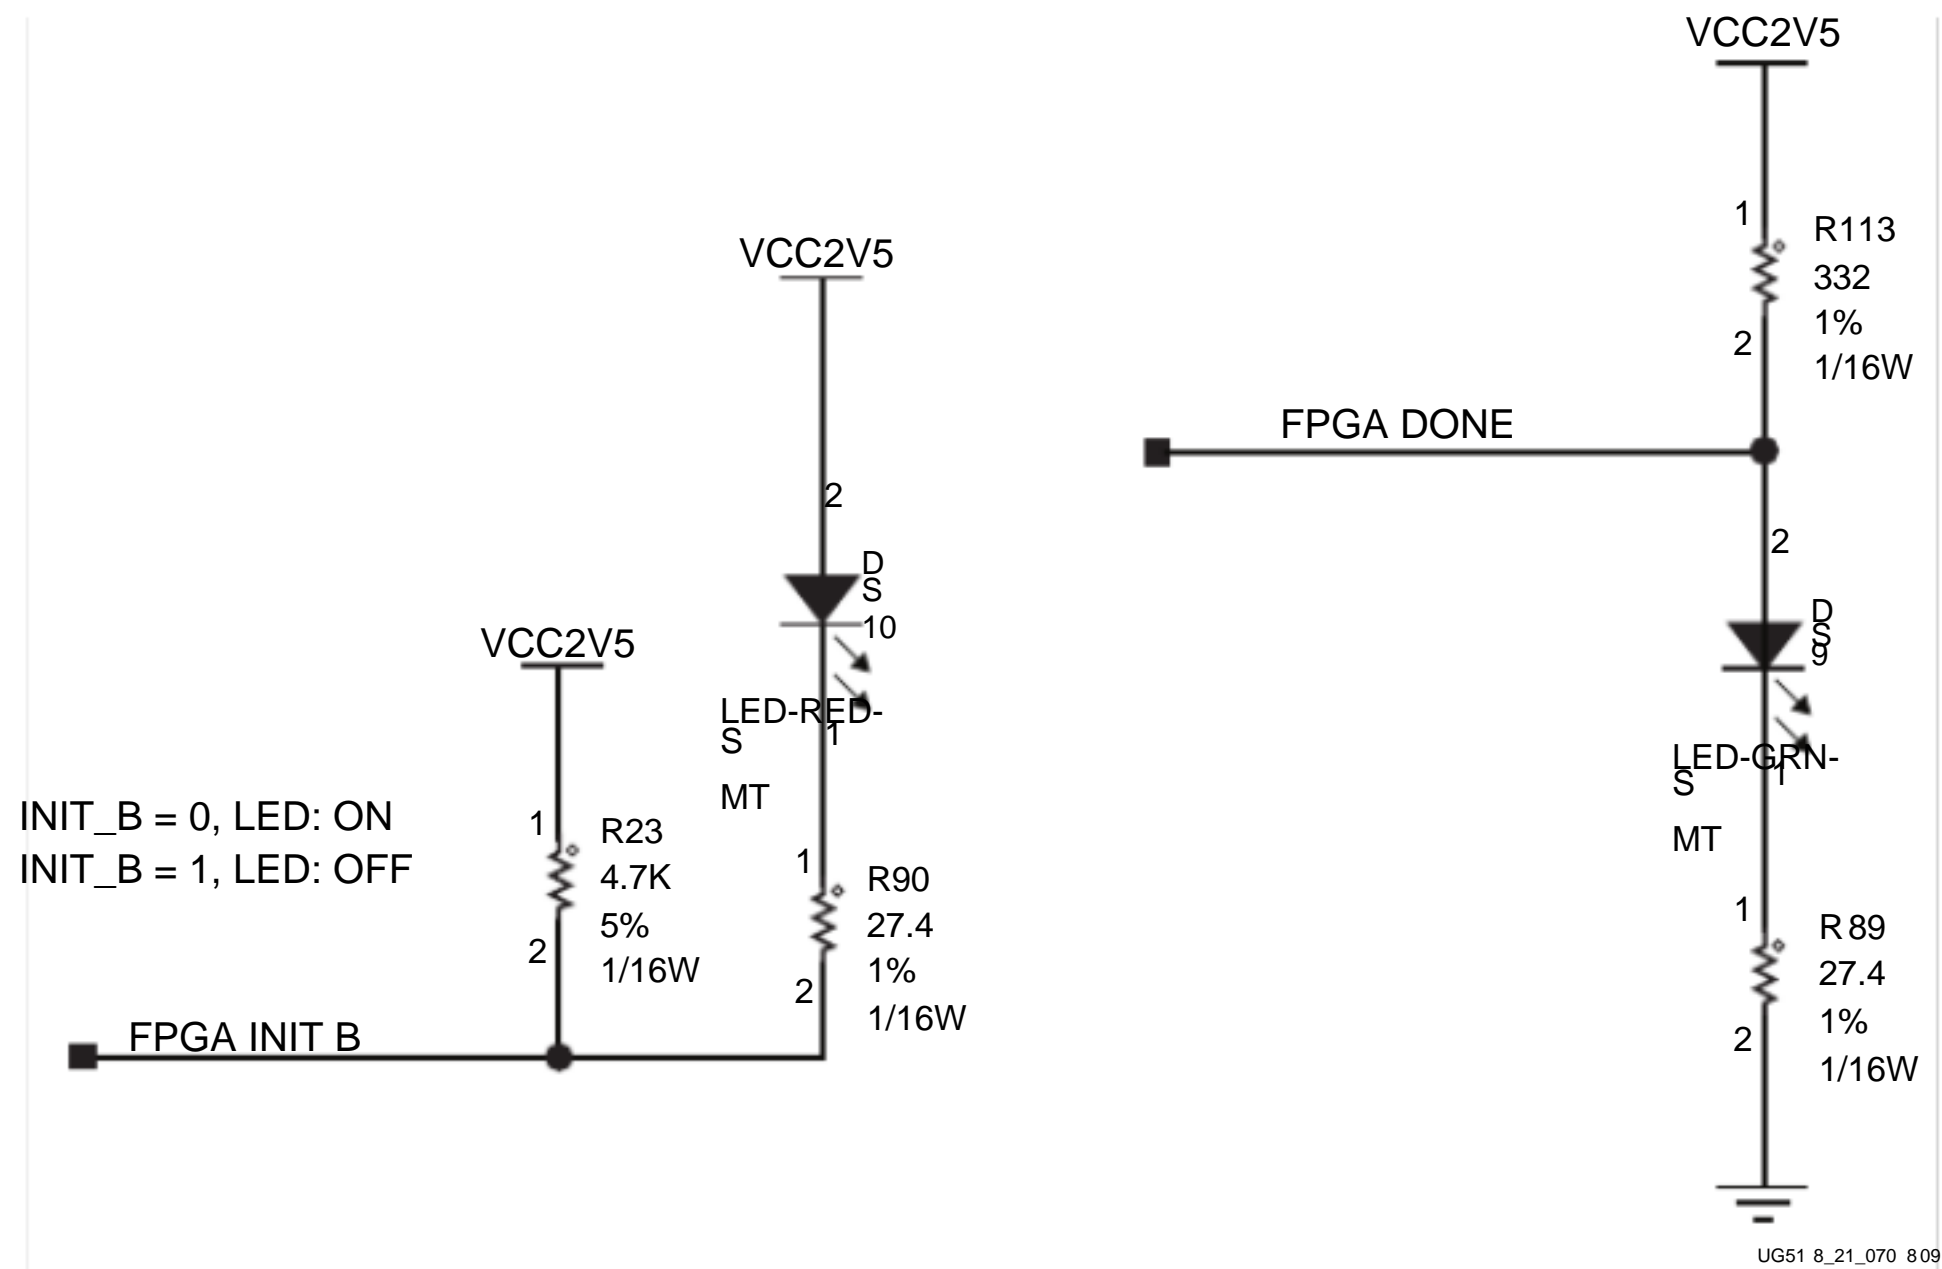 VCC2V5
1
R113
332
1%
2
1/16W
FPGA DONE
2
D
S
9
LED-GRN-
S
1
MT
1
R 89
27.4
1%
2
1/16W
VCC2V5
2
D
S
10
LED-RED-
S
1
MT
1
R90
27.4
1%
2
1/16W
VCC2V5
INIT_B = 0, LED: ON
INIT_B = 1, LED: OFF
1
R23
4.7K
5%
2
1/16W
FPGA INIT B
UG51 8_21_070 809